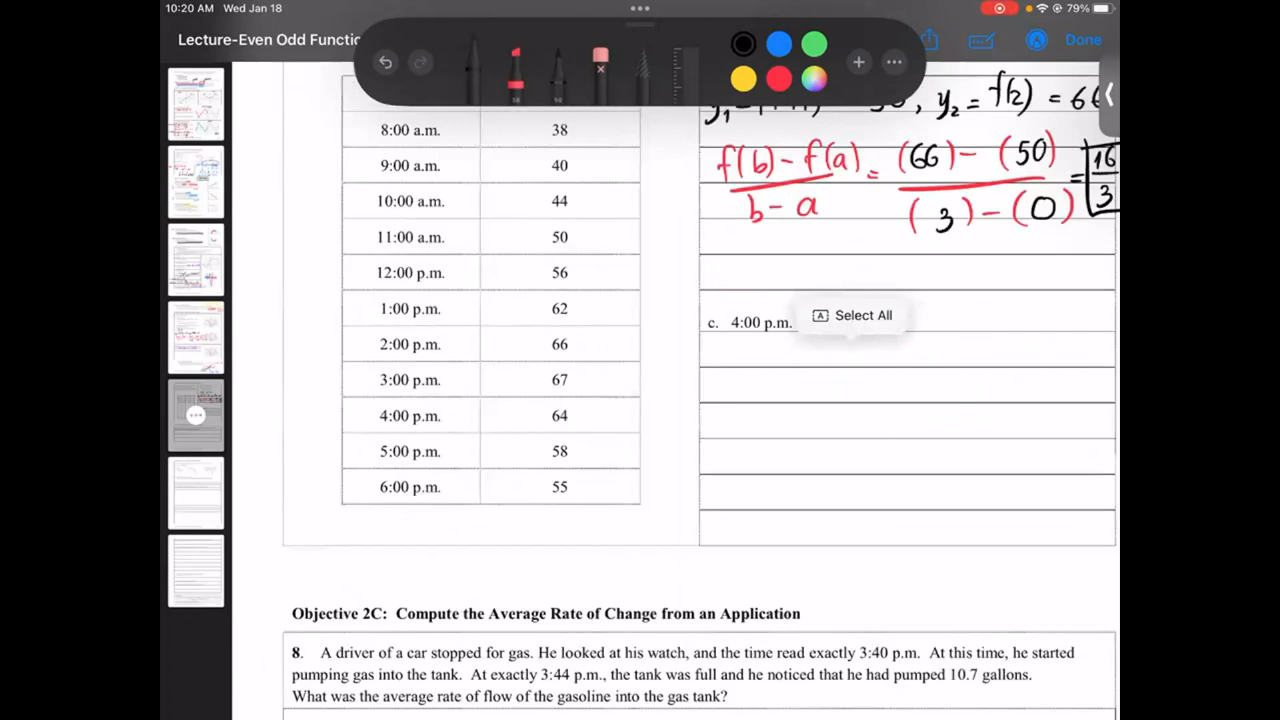 10:20 AM Wed Jan 18
79%
Lecture-Even Odd Functio
Done
, y₂ = f(2) = 66
8:00 a.m. 38
9:00 a.m. 40
10:00 a.m. 44
11:00 a.m. 50
12:00 p.m. 56
1:00 p.m. 62
2:00 p.m. 66
3:00 p.m. 67
4:00 p.m. 64
5:00 p.m. 58
6:00 p.m. 55
f(b) - f(a) / b - a = (66) - (50) / (3) - (0) = 16/3
c. 4:00 p.m.
Select All
Objective 2C: Compute the Average Rate of Change from an Application
8. A driver of a car stopped for gas. He looked at his watch, and the time read exactly 3:40 p.m. At this time, he started
pumping gas into the tank. At exactly 3:44 p.m., the tank was full and he noticed that he had pumped 10.7 gallons.
What was the average rate of flow of the gasoline into the gas tank?